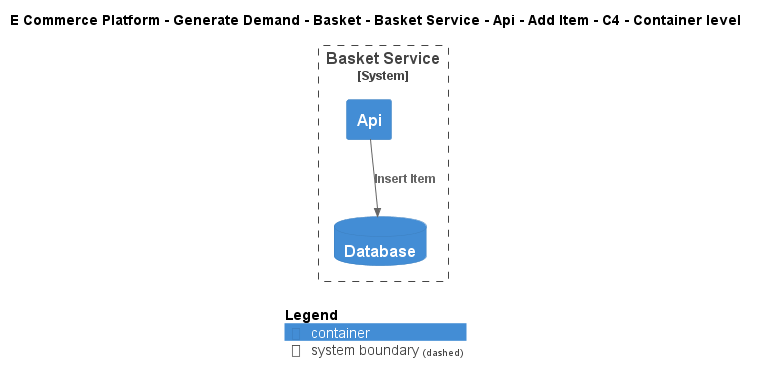 E Commerce Platform - Generate Demand - Basket - Basket Service - Api - Add Item - C4 - Container level
Basket Service
[System]
Api
Insert Item
Database
Legend
container
system boundary (dashed)